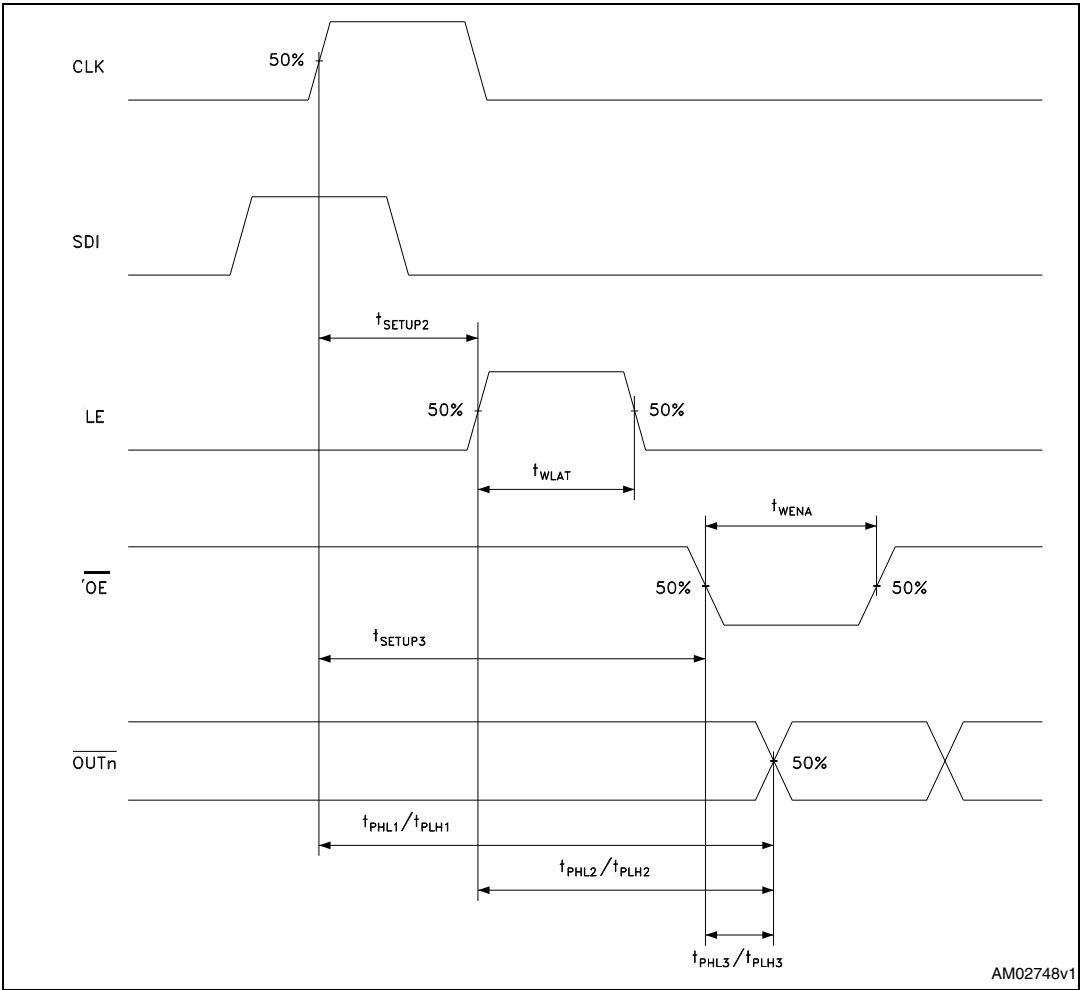 CLK
50%
SDI
tSETUP2
LE
50%
50%
tWLAT
tWENA
'OE
50%
50%
tSETUP3
OUTn
50%
tPHL1/tPLH1
tPHL2/tPLH2
tPHL3/tPLH3
AM02748v1